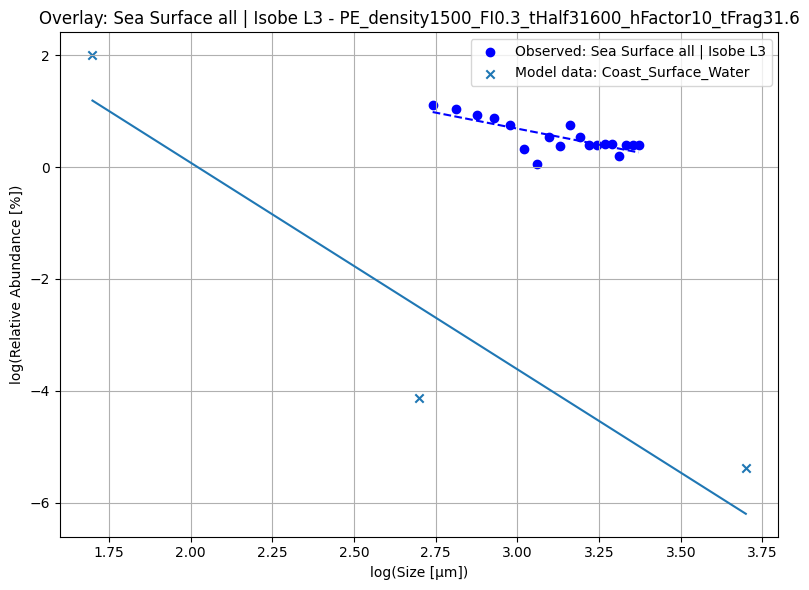 Overlay: Sea Surface all | Isobe L3 - PE_density1500_FI0.3_tHalf31600_hFactor10_tFrag31.6
Observed: Sea Surface all | Isobe L3
Model data: Coast_Surface_Water
log(Relative Abundance [%])
2
0
−2
−4
−6
1.75 2.00 2.25 2.50 2.75 3.00 3.25 3.50 3.75
log(Size [μm])